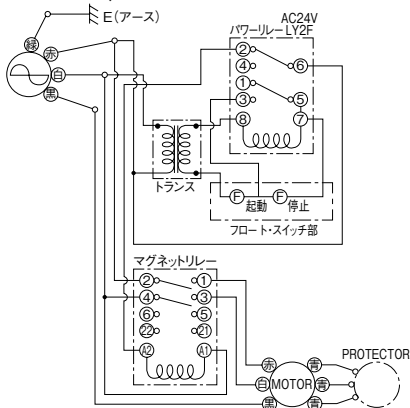 E(アース)
緑
赤
白
黒
AC24V
パワーリレーLY2F
②
④
⑥
①
③
⑤
⑧
⑦
トランス
F
起動
F
停止
フロート・スイッチ部
マグネットリレー
②
①
④
③
⑥
⑤
22
21
A2
A1
赤
青
白
MOTOR
青
黒
青
PROTECTOR